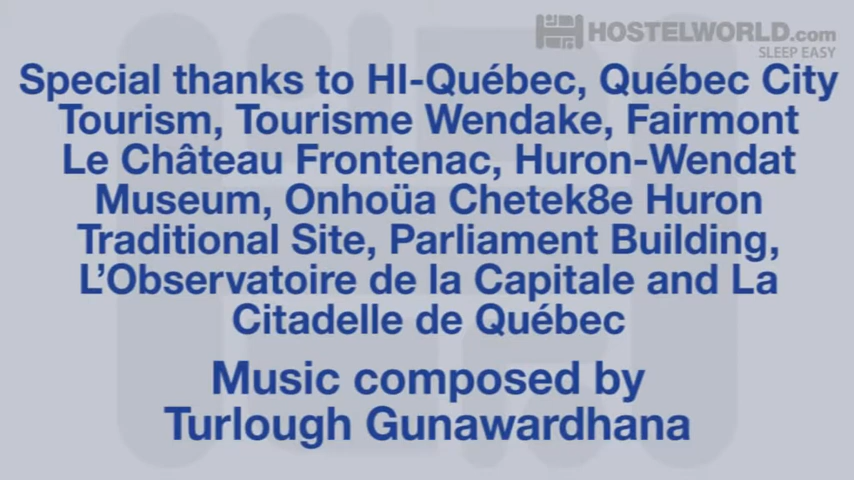 HOSTELWORLD.com
SLEEP EASY
Special thanks to HI-Québec, Québec City
Tourism, Tourisme Wendake, Fairmont
Le Château Frontenac, Huron-Wendat
Museum, Onhoüa Chetek8e Huron
Traditional Site, Parliament Building,
L’Observatoire de la Capitale and La
Citadelle de Québec
Music composed by
Turlough Gunawardhana